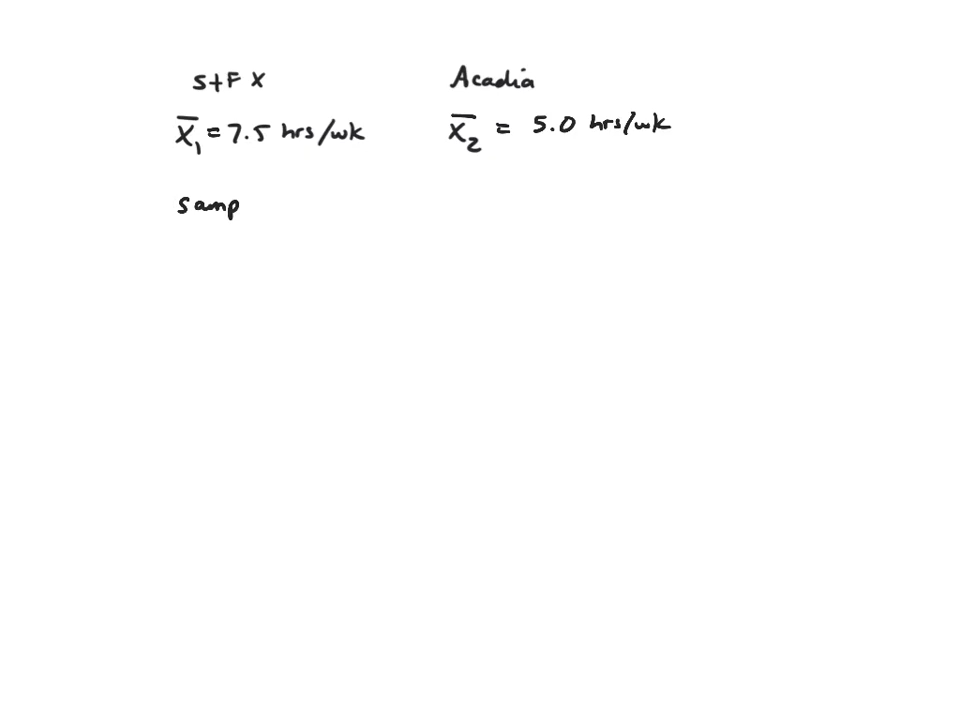 StFX Acadia
X̄₁ = 7.5 hrs/wk X̄₂ = 5.0 hrs/wk
samp